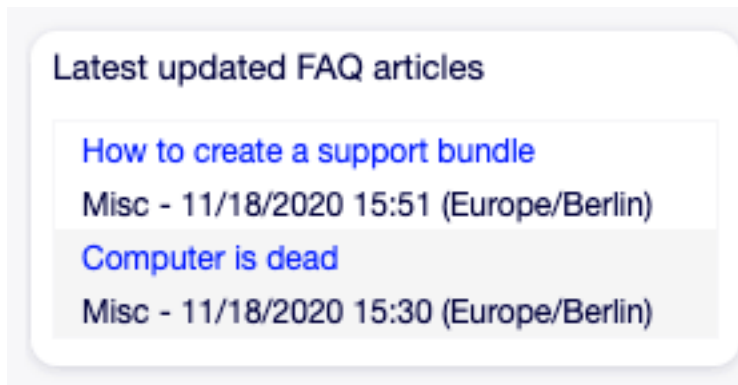 Latest updated FAQ articles
How to create a support bundle
Misc - 11/18/2020 15:51 (Europe/Berlin)
Computer is dead
Misc - 11/18/2020 15:30 (Europe/Berlin)